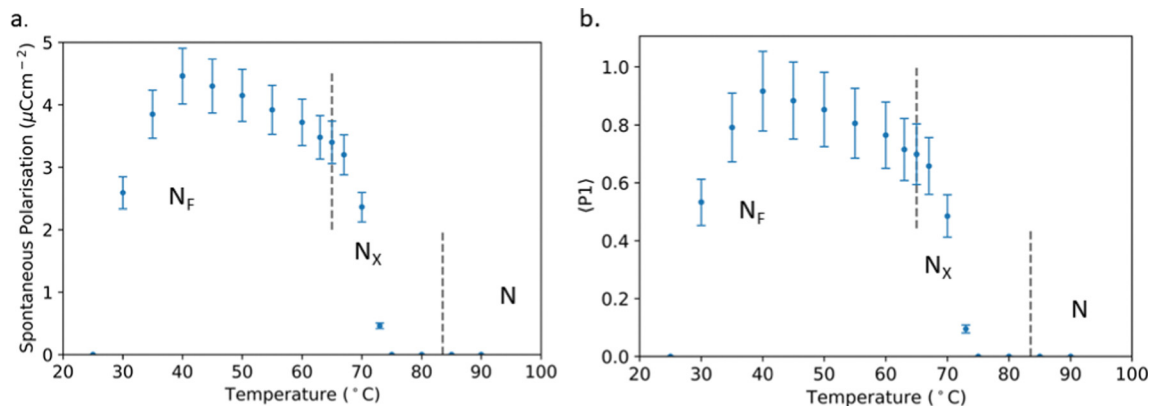 a.
Spontaneous Polarisation (μCcm⁻²)
5
4
3
2
1
0
N_F
N_X
N
20 30 40 50 60 70 80 90 100
Temperature (°C)
b.
⟨P1⟩
1.0
0.8
0.6
0.4
0.2
0.0
N_F
N_X
N
20 30 40 50 60 70 80 90 100
Temperature (°C)